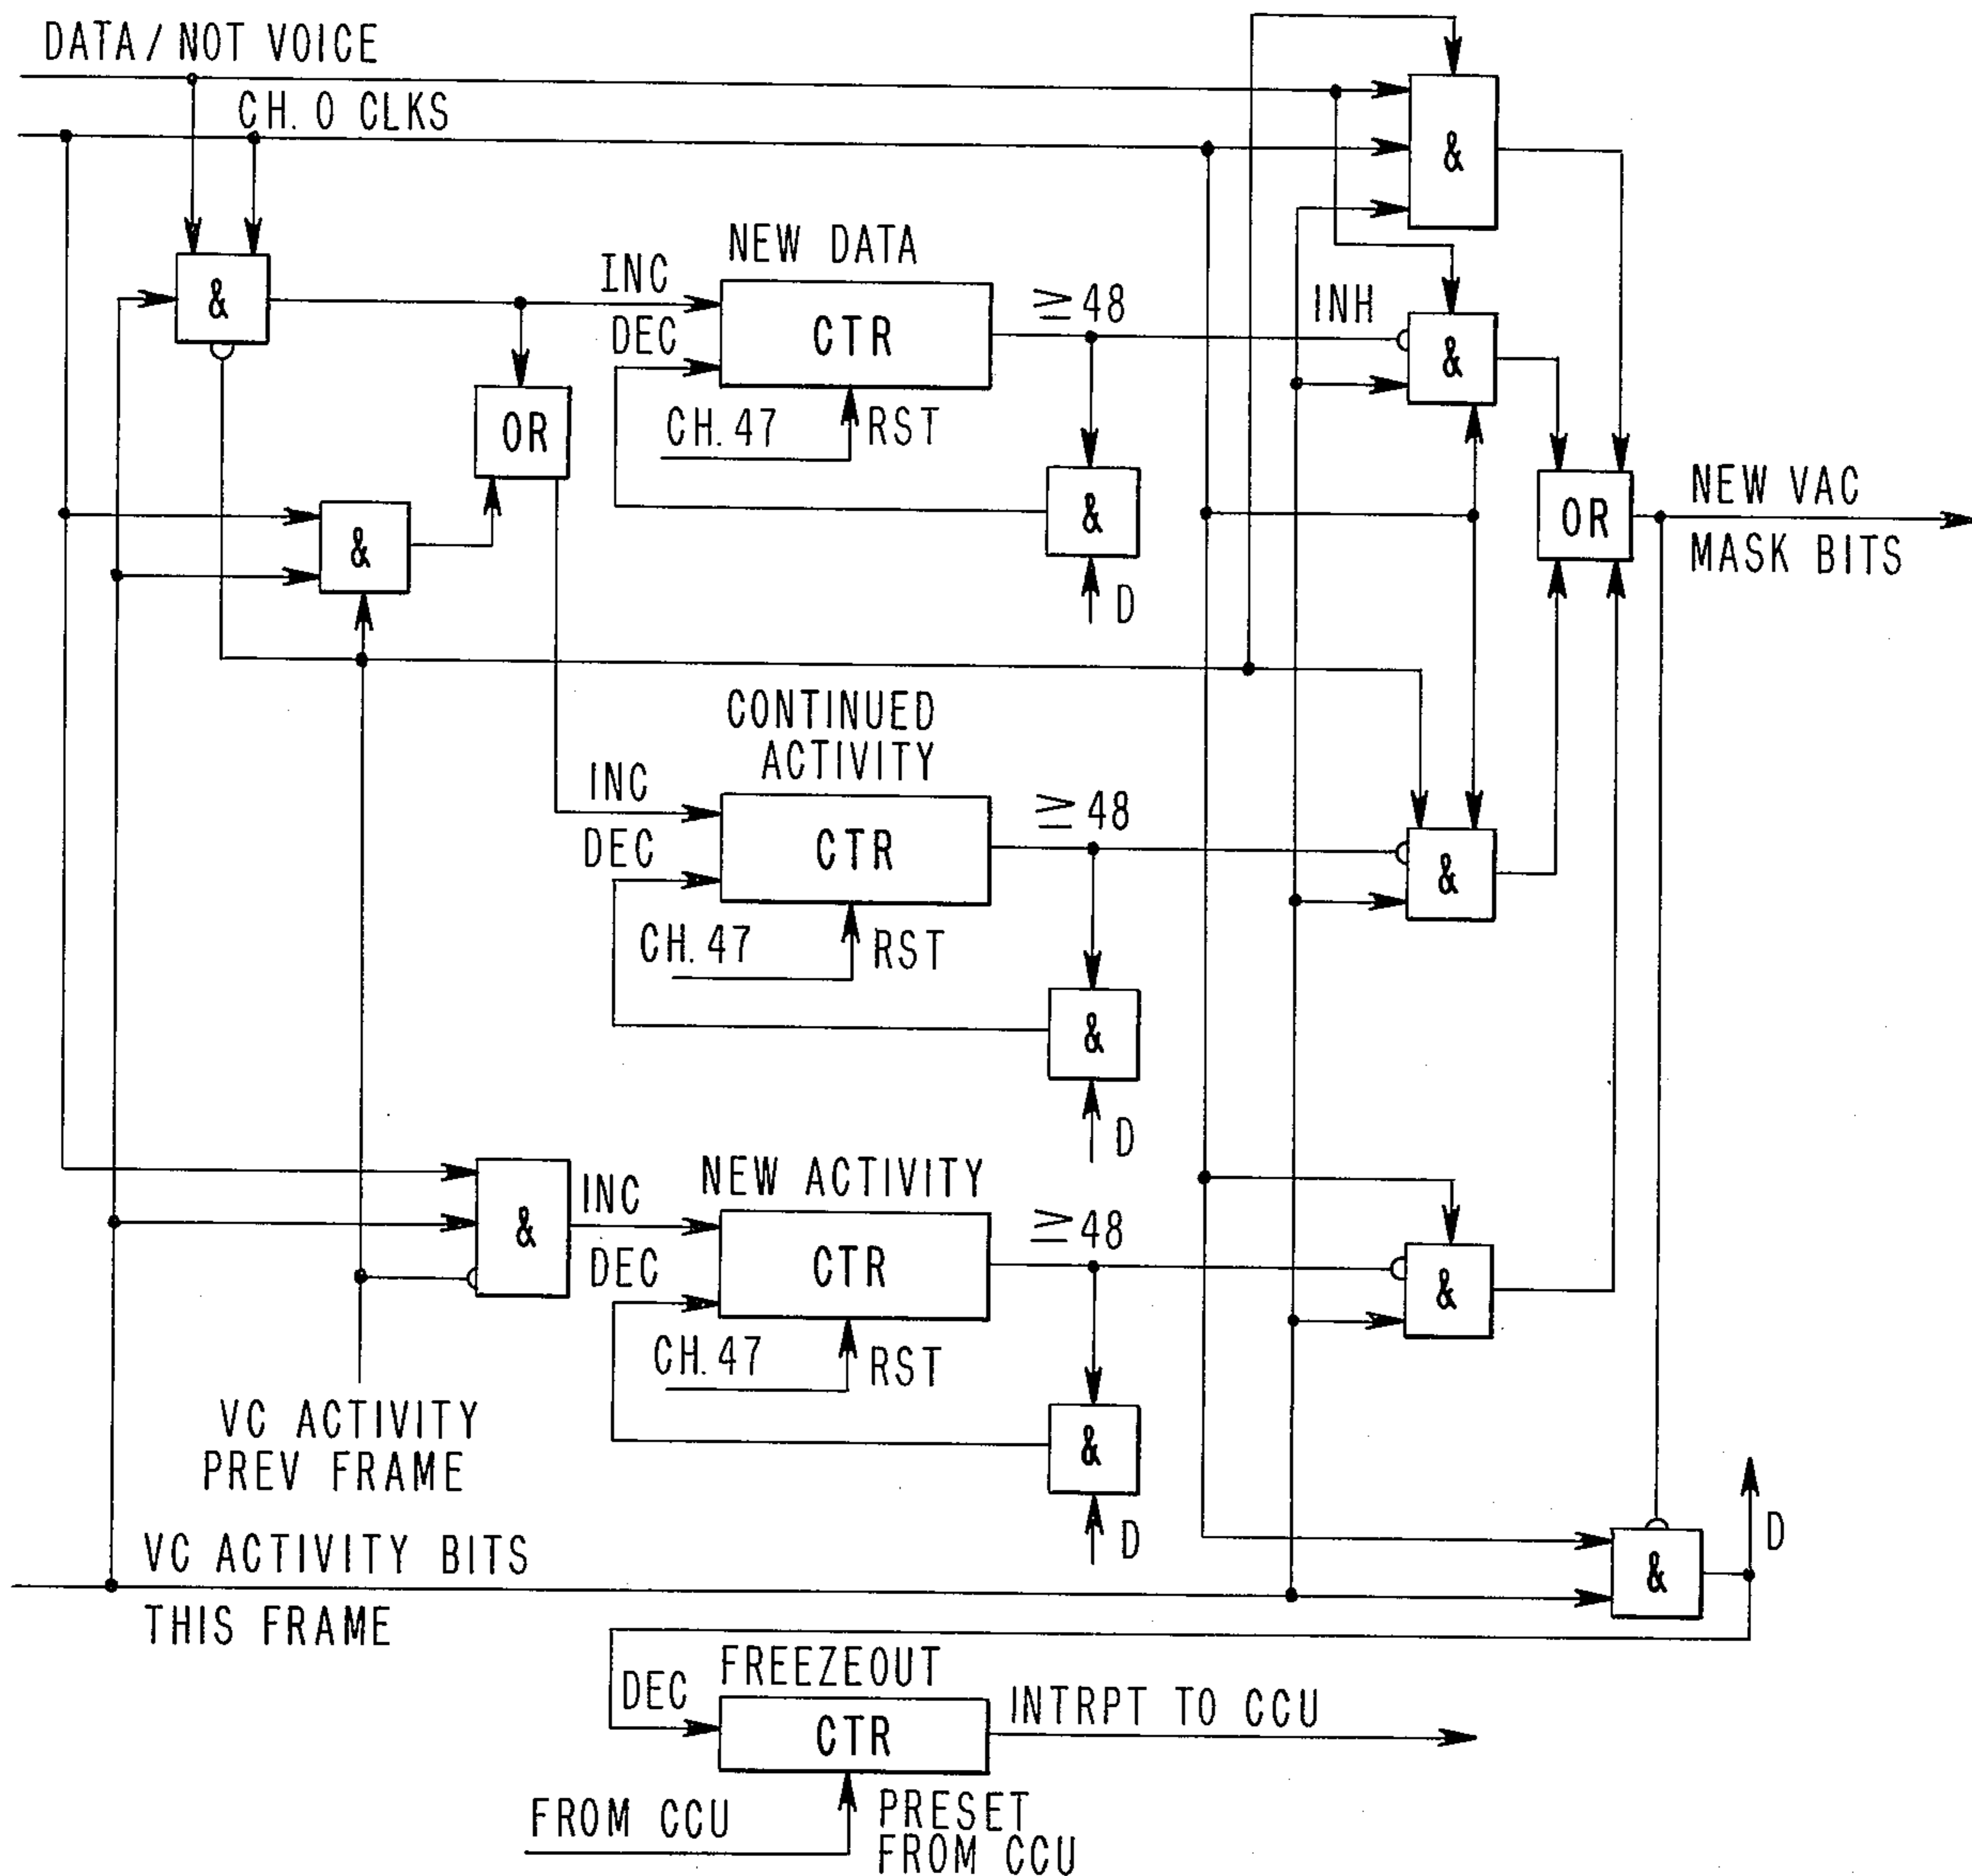 DATA / NOT VOICE
CH. 0 CLKS
&
&
NEW DATA
INC
DEC
CTR
≥48
INH
&
OR
CH. 47
RST
&
&
D
OR
NEW VAC
MASK BITS
CONTINUED
ACTIVITY
INC
DEC
CTR
≥48
&
CH. 47
RST
&
D
NEW ACTIVITY
&
INC
DEC
CTR
≥48
&
CH. 47
RST
&
D
VC ACTIVITY
PREV FRAME
VC ACTIVITY BITS
THIS FRAME
&
D
FREEZEOUT
DEC
CTR
INTRPT TO CCU
FROM CCU
PRESET
FROM CCU